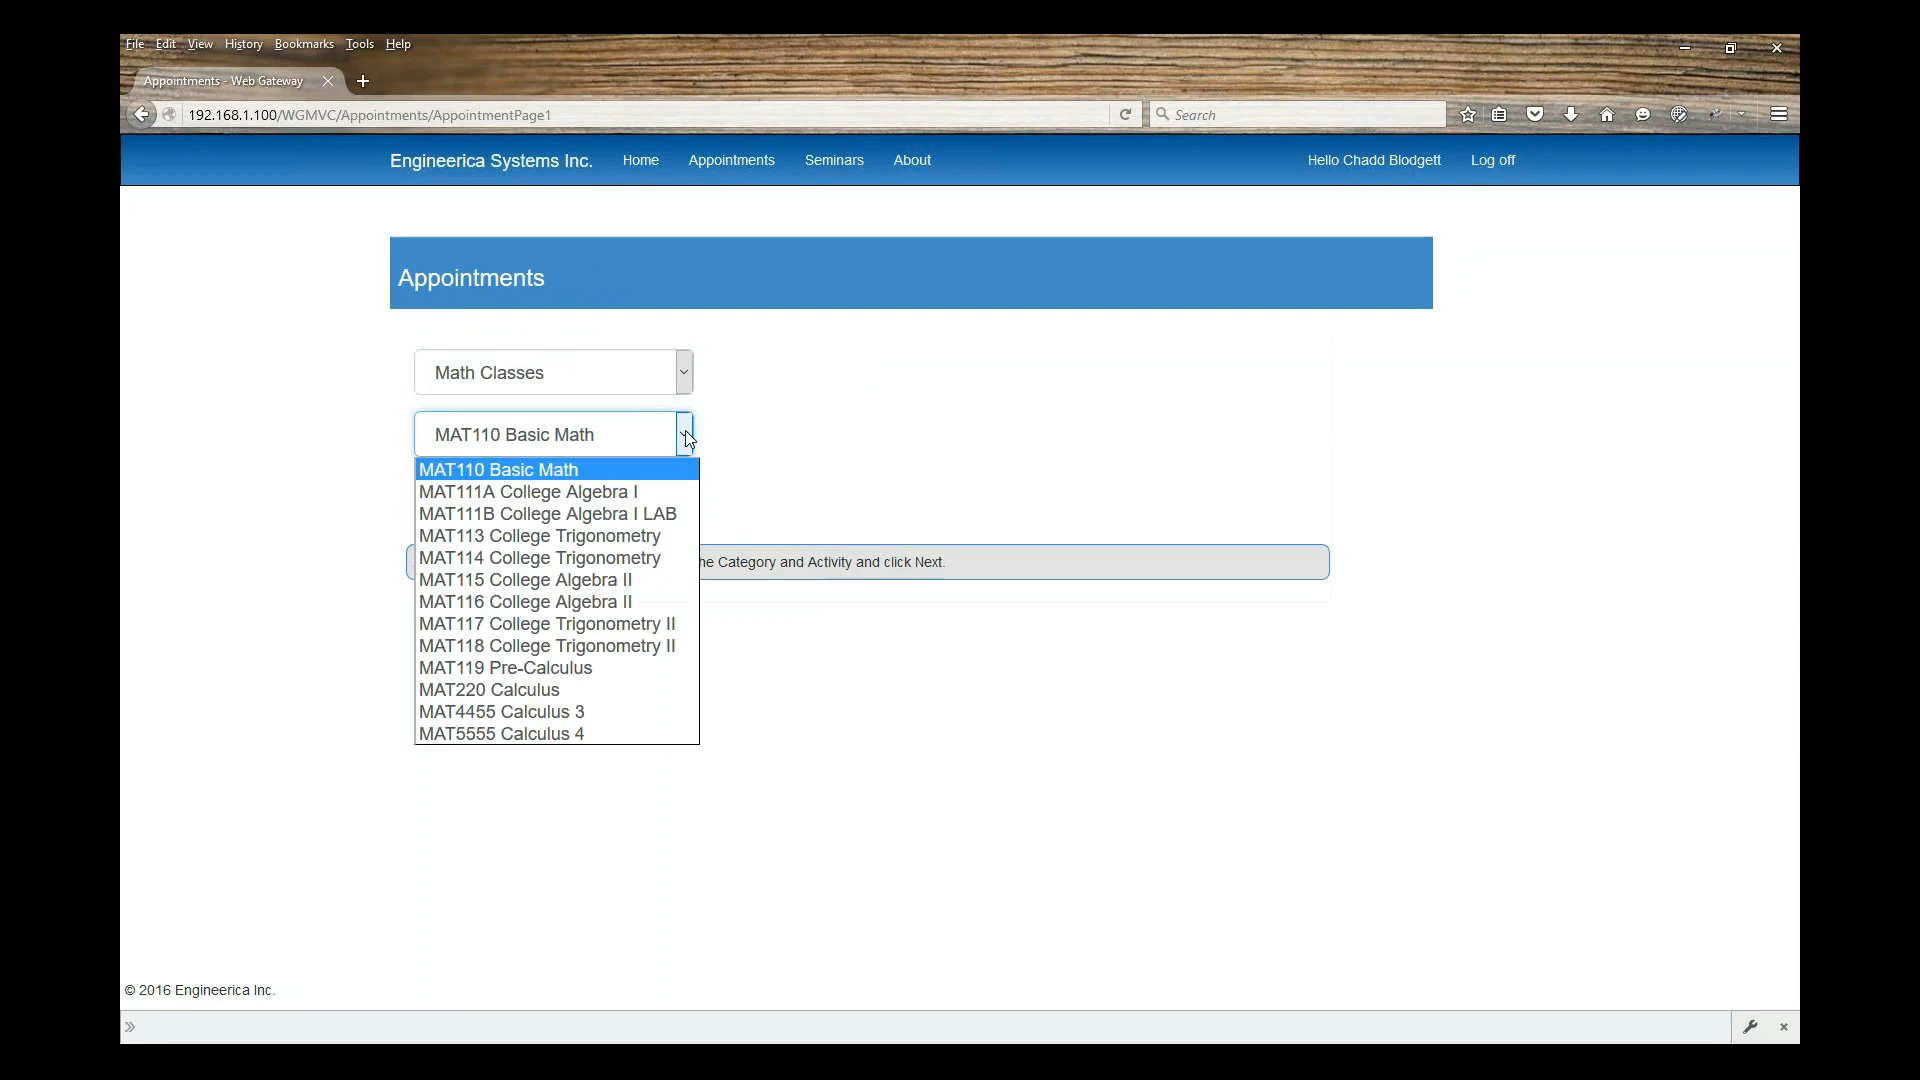 File Edit View History Bookmarks Tools Help
Appointments - Web Gateway
192.168.1.100/WGMVC/Appointments/AppointmentPage1
Search
Engineerica Systems Inc. Home Appointments Seminars About Hello Chadd Blodgett Log off
Appointments
Math Classes
MAT110 Basic Math
MAT110 Basic Math
MAT111A College Algebra I
MAT111B College Algebra I LAB
MAT113 College Trigonometry
MAT114 College Trigonometry
he Category and Activity and click Next.
MAT115 College Algebra II
MAT116 College Algebra II
MAT117 College Trigonometry II
MAT118 College Trigonometry II
MAT119 Pre-Calculus
MAT220 Calculus
MAT4455 Calculus 3
MAT5555 Calculus 4
© 2016 Engineerica Inc.